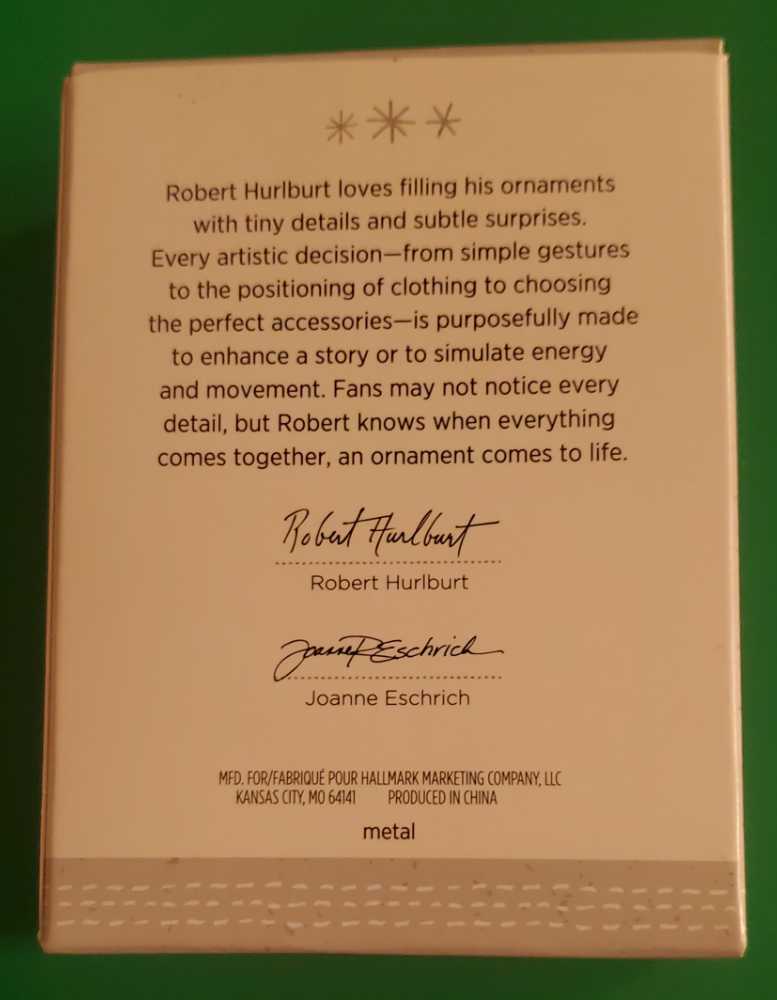 Robert Hurlburt loves filling his ornaments
with tiny details and subtle surprises.
Every artistic decision—from simple gestures
to the positioning of clothing to choosing
the perfect accessories—is purposefully made
to enhance a story or to simulate energy
and movement. Fans may not notice every
detail, but Robert knows when everything
comes together, an ornament comes to life.
Robert Hurlburt
Robert Hurlburt
Joanne P Eschrich
Joanne Eschrich
MFD. FOR/FABRIQUÉ POUR HALLMARK MARKETING COMPANY, LLC
KANSAS CITY, MO 64141 PRODUCED IN CHINA
metal